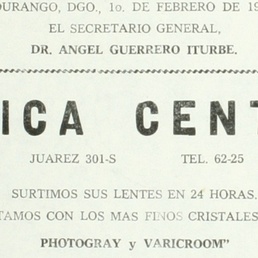 DURANGO, DGO., 1o. DE FEBRERO DE 19
EL SECRETARIO GENERAL,
DR. ANGEL GUERRERO ITURBE.
ICA CENT
JUAREZ 301-S TEL. 62-25
SURTIMOS SUS LENTES EN 24 HORAS.
TAMOS CON LOS MAS FINOS CRISTALES
PHOTOGRAY y VARICROOM"